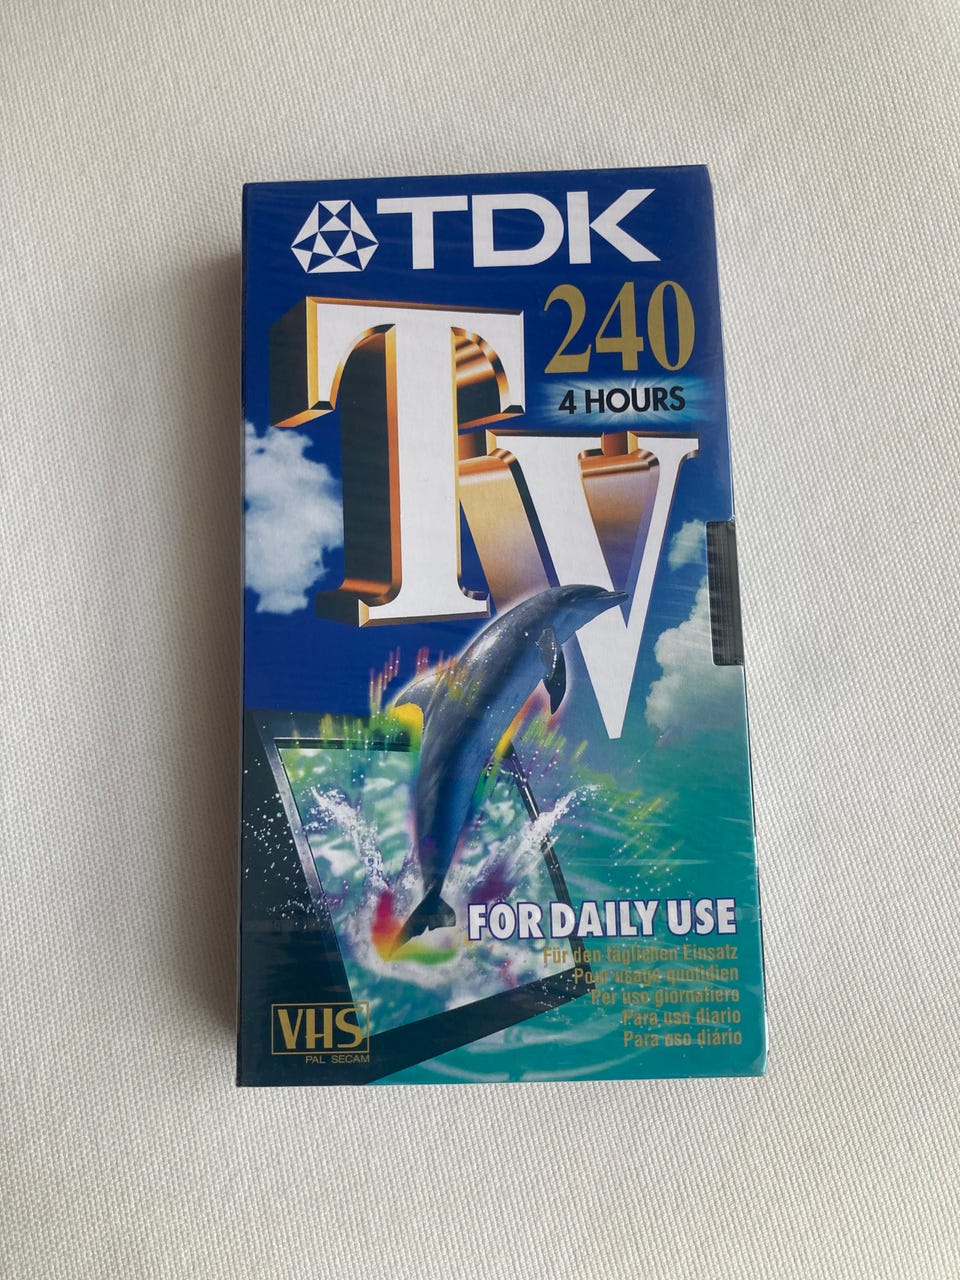 TDK
240
4 HOURS
TV
FOR DAILY USE
Für den täglichen Einsatz
Pour usage quotidien
Per uso giornaliero
Para uso diario
Para uso diário
VHS
PAL SECAM